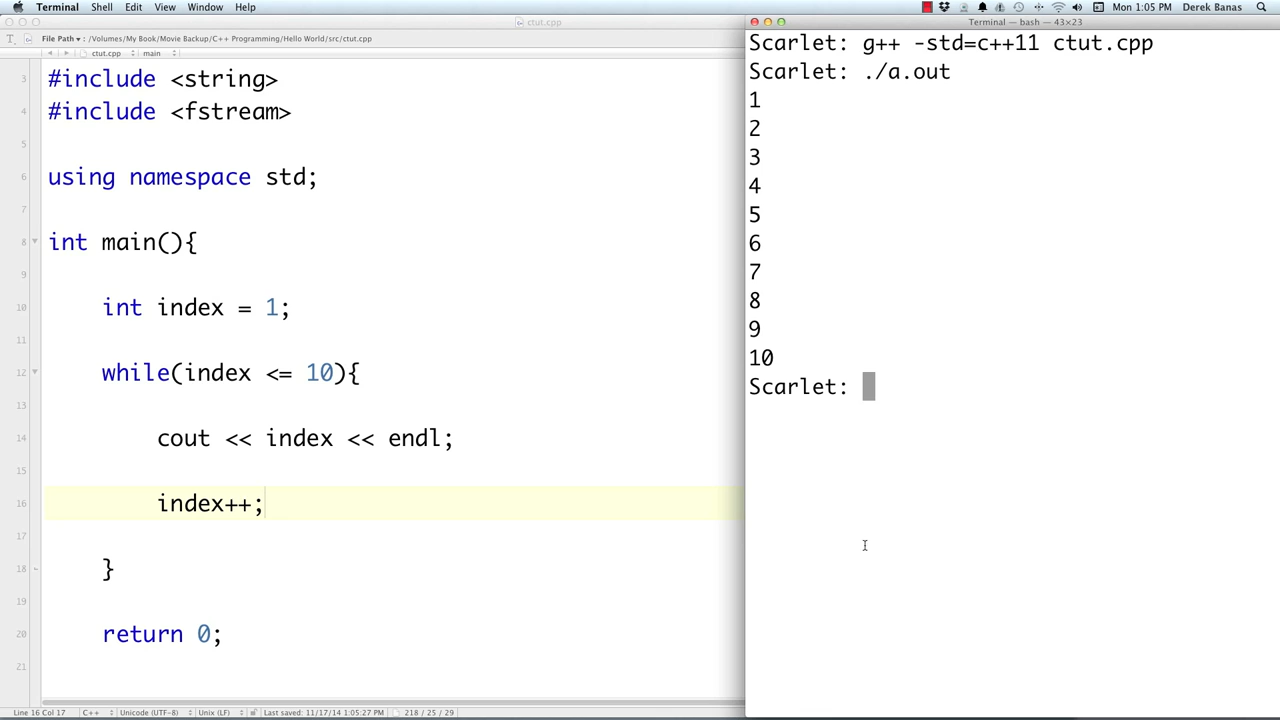 Terminal Shell Edit View Window Help
Mon 1:05 PM Derek Banas
ctut.cpp
File Path ▾ : /Volumes/My Book/Movie Backup/C++ Programming/Hello World/src/ctut.cpp
ctut.cpp main
3 #include <string>
4 #include <fstream>
5
6 using namespace std;
7
8 int main(){
9
10 int index = 1;
11
12 while(index <= 10){
13
14 cout << index << endl;
15
16 index++;
17
18 }
19
20 return 0;
21
Line 16 Col 17 C++ Unicode (UTF-8) Unix (LF) Last saved: 11/17/14 1:05:27 PM 218 / 25 / 29
Terminal — bash — 43×23
Scarlet: g++ -std=c++11 ctut.cpp
Scarlet: ./a.out
1
2
3
4
5
6
7
8
9
10
Scarlet: